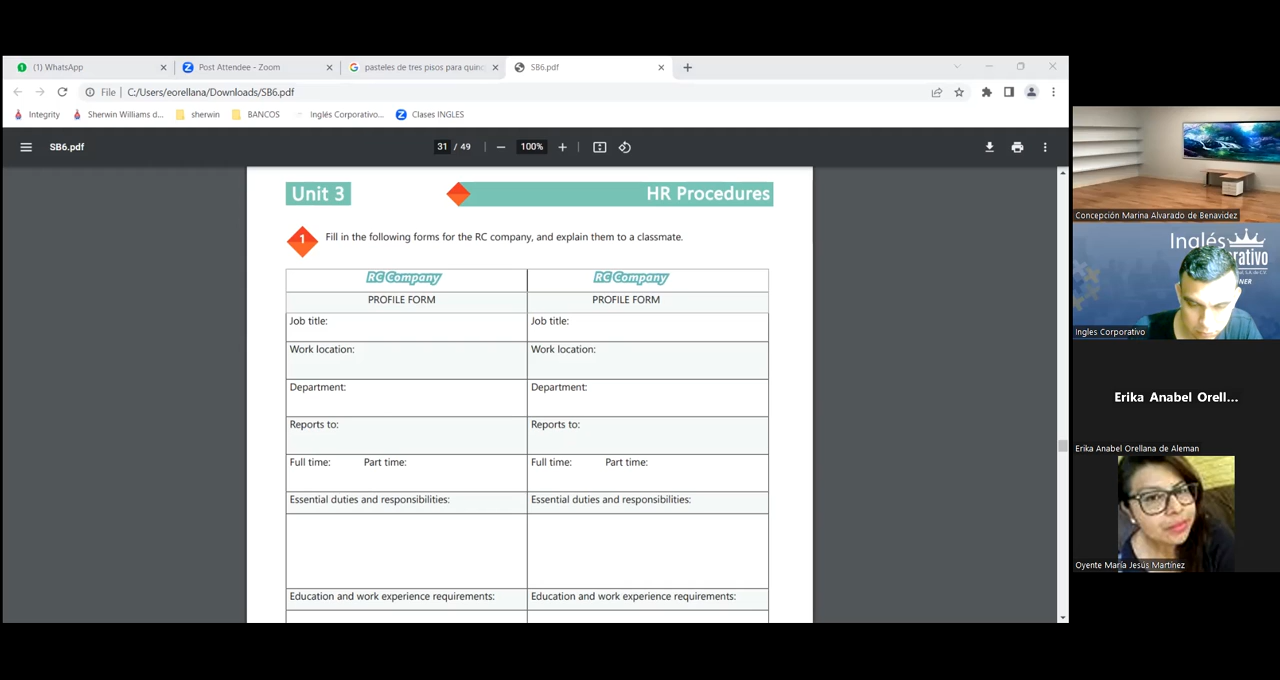 (1) WhatsApp
Post Attendee - Zoom
pasteles de tres pisos para quinc
SB6.pdf
File
C:/Users/eorellana/Downloads/SB6.pdf
Integrity
Sherwin Williams d...
sherwin
BANCOS
Inglés Corporativo...
Clases INGLES
SB6.pdf
31 / 49
100%
Unit 3
HR Procedures
1
Fill in the following forms for the RC company, and explain them to a classmate.
RC Company
RC Company
PROFILE FORM
PROFILE FORM
Job title:
Job title:
Work location:
Work location:
Department:
Department:
Reports to:
Reports to:
Full time: Part time:
Full time: Part time:
Essential duties and responsibilities:
Essential duties and responsibilities:
Education and work experience requirements:
Education and work experience requirements:
Concepción Marina Alvarado de Benavidez
Inglés
Ingles Corporativo
Erika Anabel Orell...
Erika Anabel Orellana de Aleman
Oyente María Jesús Martínez